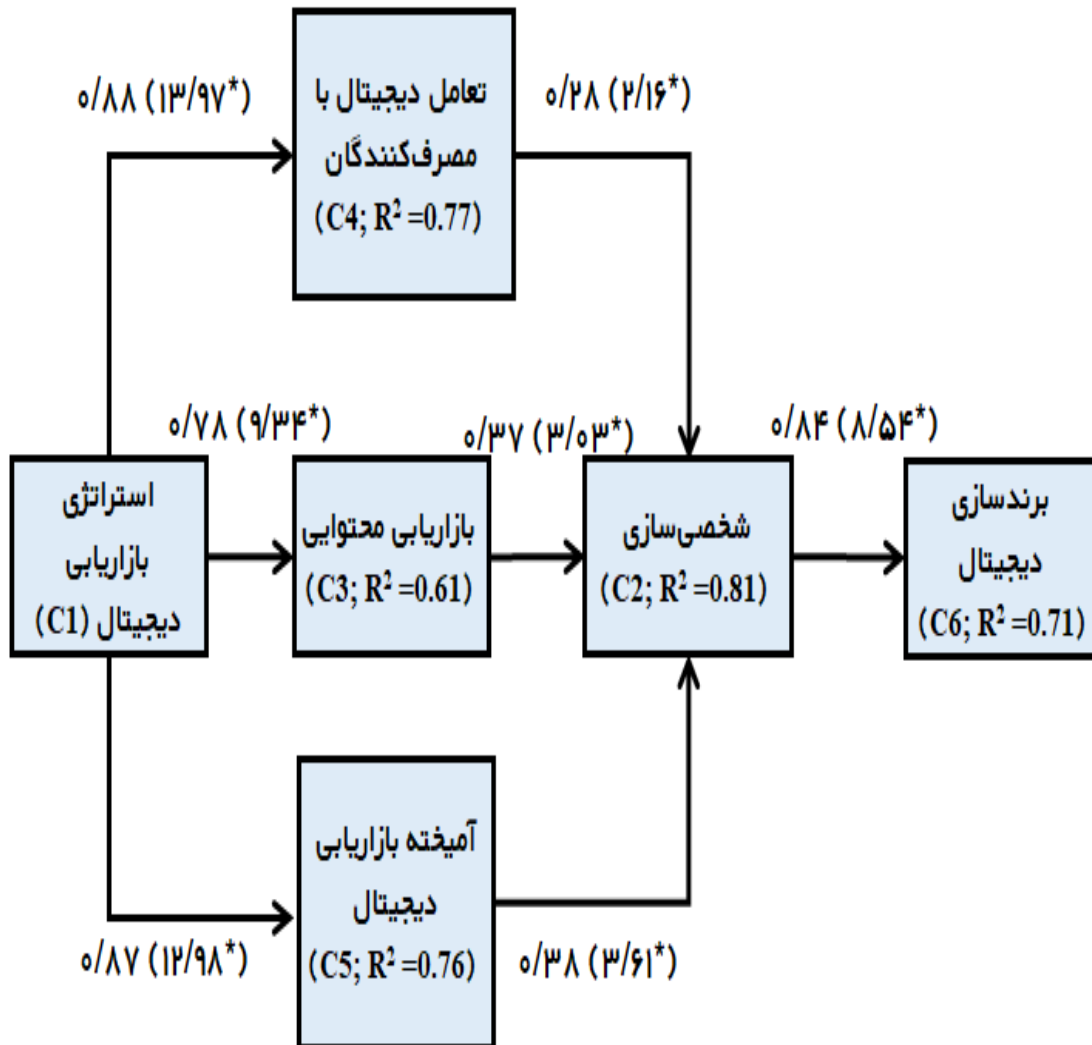 ۰/۸۸ (۱۳/۹۷*)
تعامل دیجیتال با
مصرف‌کنندگان
(C4; R² =0.77)
۰/۲۸ (۲/۱۶*)
۰/۷۸ (۹/۳۴*)
۰/۳۷ (۳/۰۳*)
۰/۸۴ (۸/۵۴*)
استراتژی
بازاریابی
دیجیتال (C1)
بازاریابی محتوایی
(C3; R² =0.61)
شخصی‌سازی
(C2; R² =0.81)
برندسازی
دیجیتال
(C6; R² =0.71)
آمیخته بازاریابی
دیجیتال
(C5; R² =0.76)
۰/۸۷ (۱۲/۹۸*)
۰/۳۸ (۳/۶۱*)